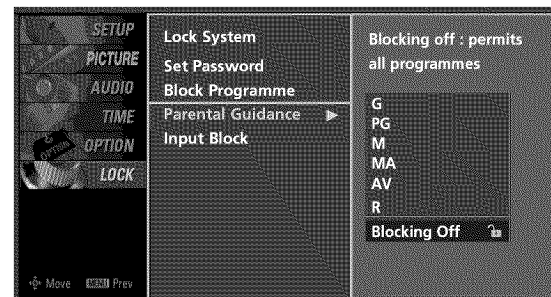 SETUP
PICTURE
AUDIO
TIME
OPTION
OPTION
LOCK
Move MENU Prev
Lock System
Set Password
Block Programme
Parental Guidance
Input Block
Blocking off : permits
all programmes
G
PG
M
MA
AV
R
Blocking Off